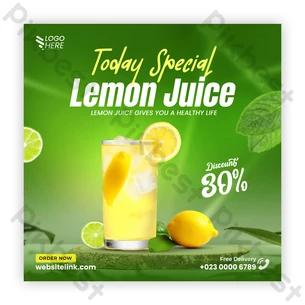 LOGO
HERE
Today Special
Lemon Juice
LEMON JUICE GIVES YOU A HEALTHY LIFE
Discount
30%
ORDER NOW
websitelink.com
Free Delivery
+023 0000 6789